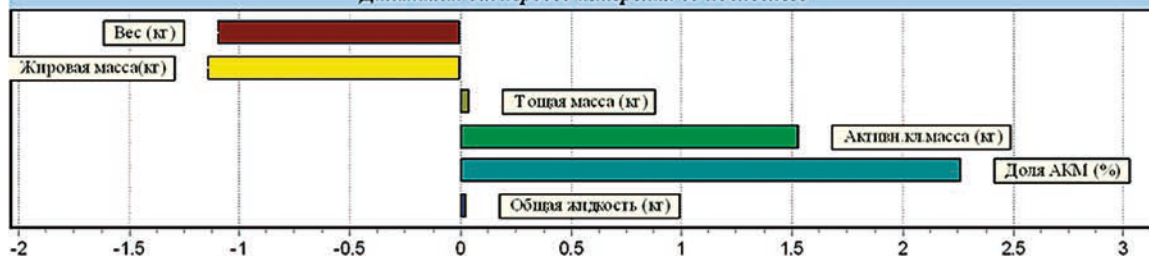 Вес (кг)
Жировая масса(кг)
Тощая масса (кг)
Активн.кл.масса (кг)
Доля АКМ (%)
Общая жидкость (кг)
-2 -1.5 -1 -0.5 0 0.5 1 1.5 2 2.5 3